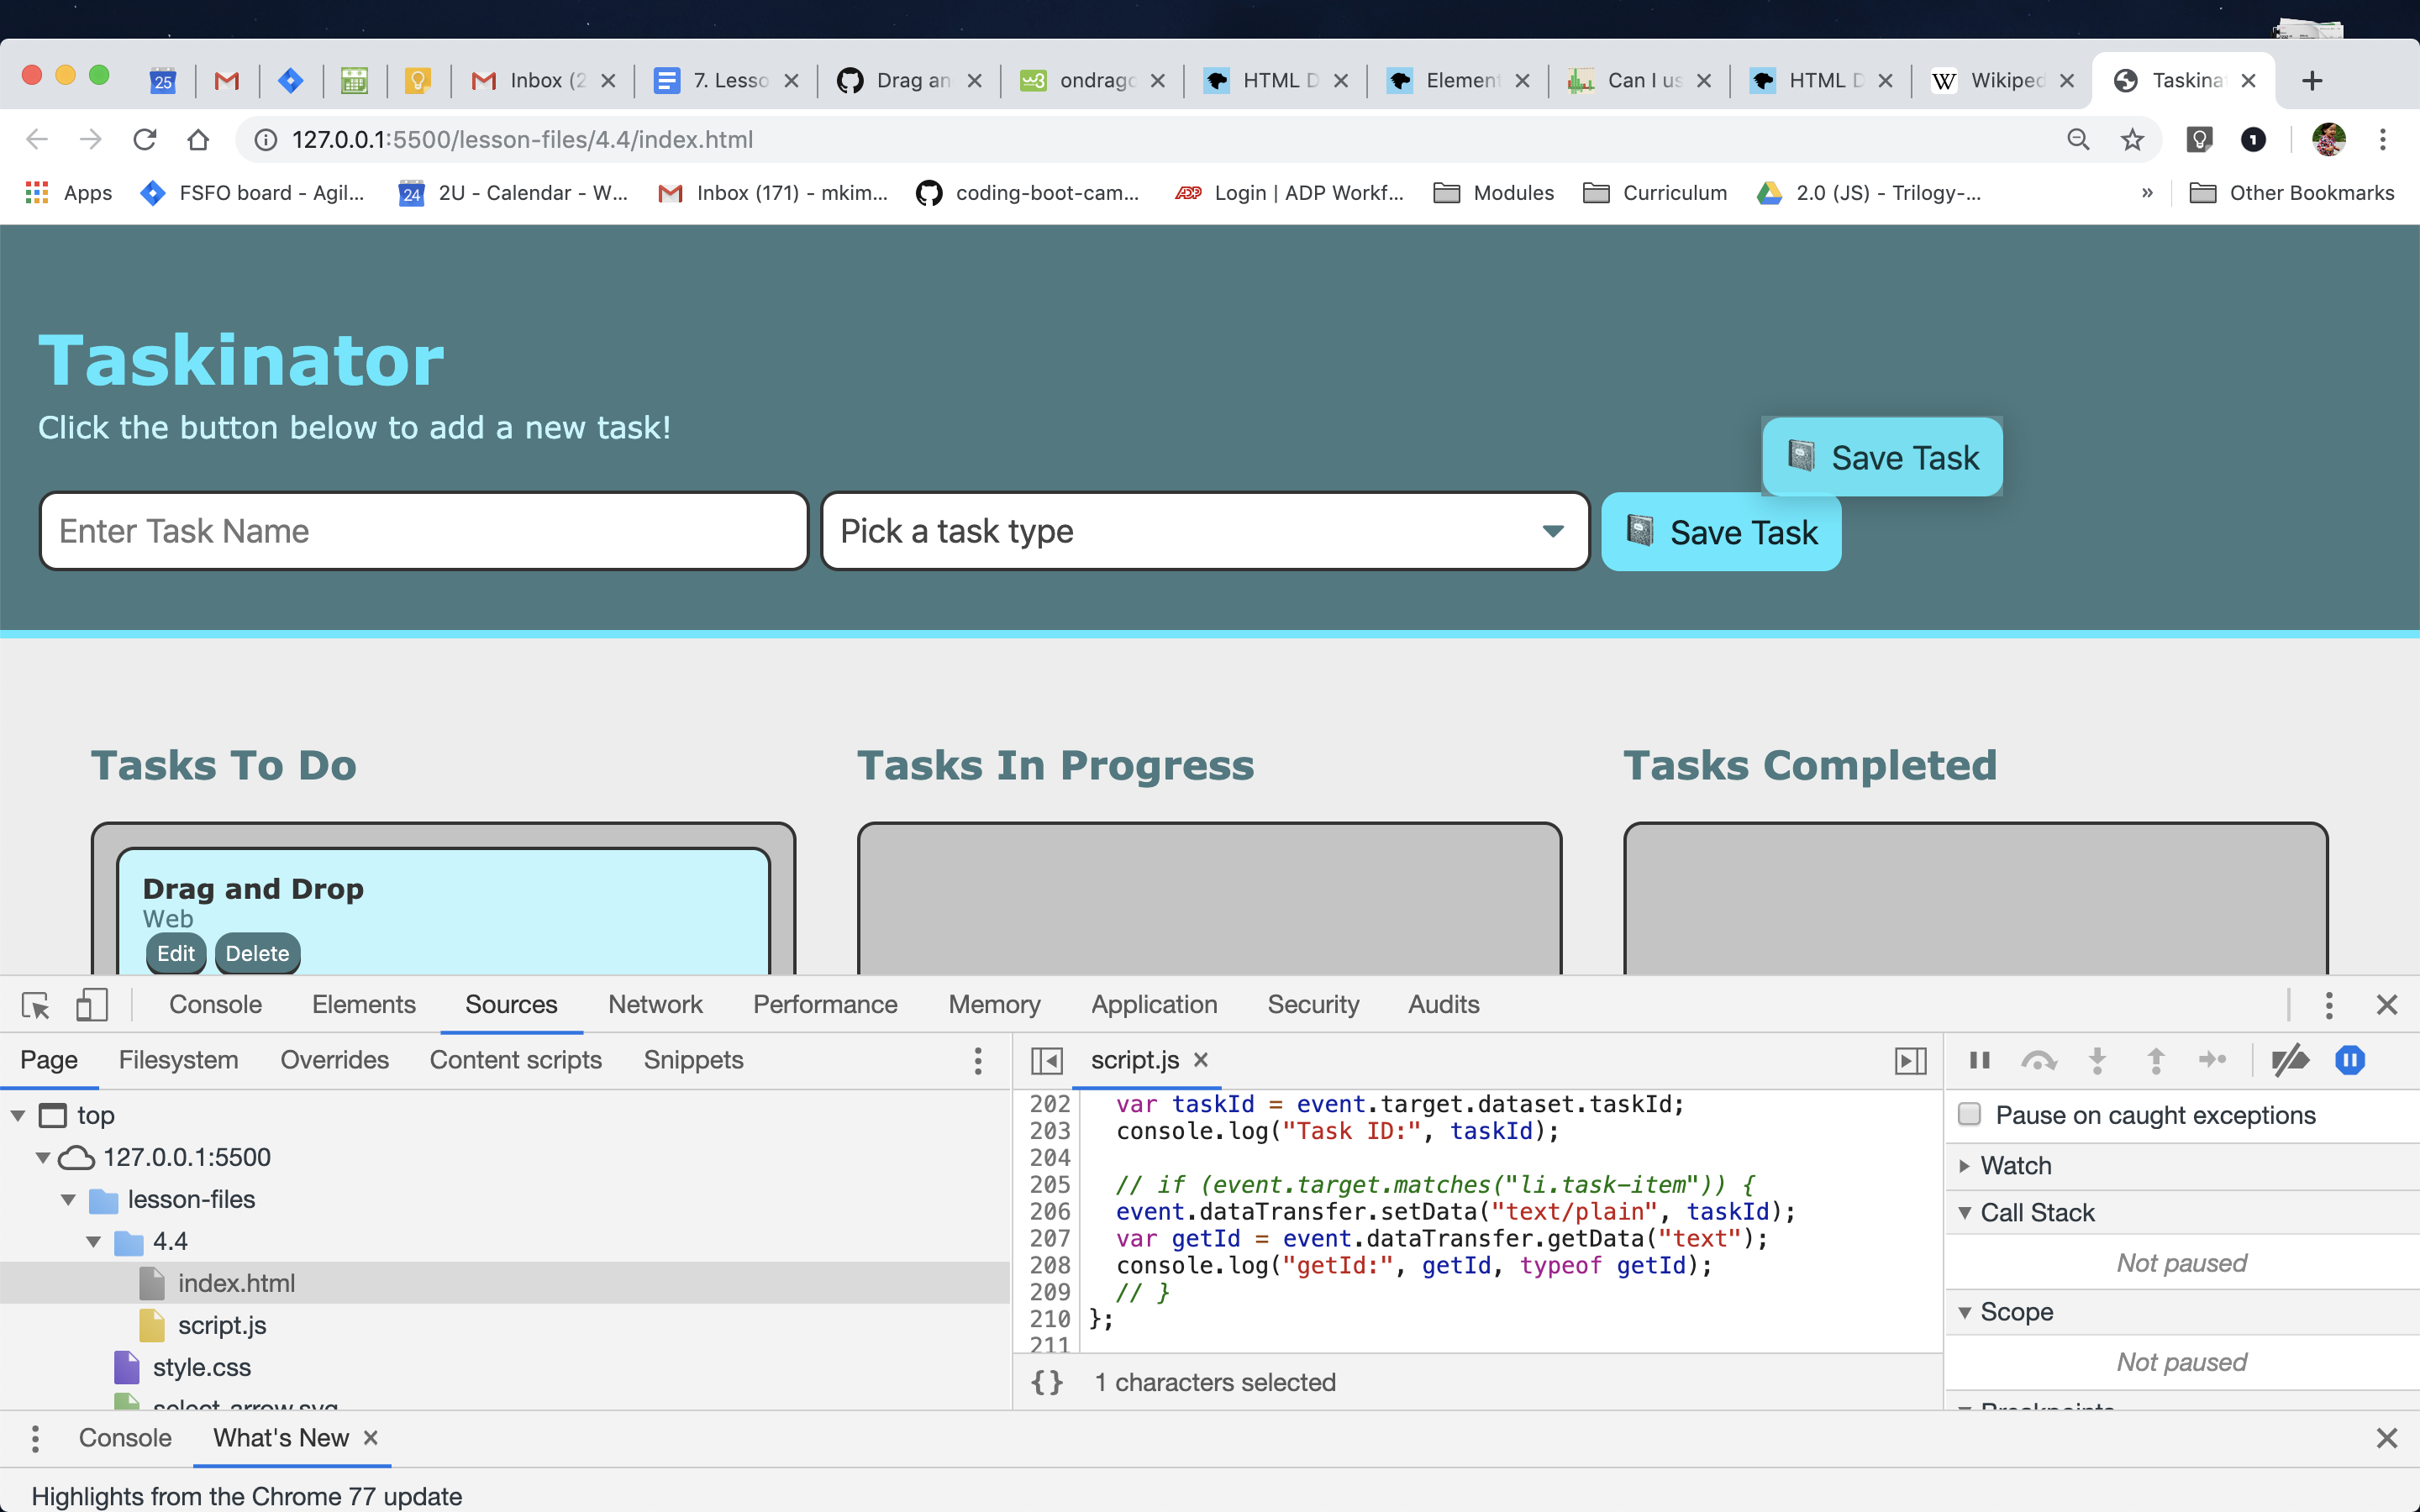 25 Inbox (2 7. Lesso Drag an ondragc HTML D Element Can I us HTML D Wikiped Taskinat
127.0.0.1:5500/lesson-files/4.4/index.html
Apps FSFO board - Agil... 24 2U - Calendar - W... Inbox (171) - mkim... coding-boot-cam... ADP Login | ADP Workf... Modules Curriculum 2.0 (JS) - Trilogy-... » Other Bookmarks
Taskinator
Click the button below to add a new task!
Save Task
Enter Task Name Pick a task type Save Task
Tasks To Do Tasks In Progress Tasks Completed
Drag and Drop
Web
Edit Delete
Console Elements Sources Network Performance Memory Application Security Audits
Page Filesystem Overrides Content scripts Snippets
script.js
top
127.0.0.1:5500
lesson-files
4.4
index.html
script.js
style.css
select-arrow.svg
202 var taskId = event.target.dataset.taskId;
203 console.log("Task ID:", taskId);
204
205 // if (event.target.matches("li.task-item")) {
206 event.dataTransfer.setData("text/plain", taskId);
207 var getId = event.dataTransfer.getData("text");
208 console.log("getId:", getId, typeof getId);
209 // }
210 };
211
{} 1 characters selected
Pause on caught exceptions
Watch
Call Stack
Not paused
Scope
Not paused
Breakpoints
Console What's New
Highlights from the Chrome 77 update